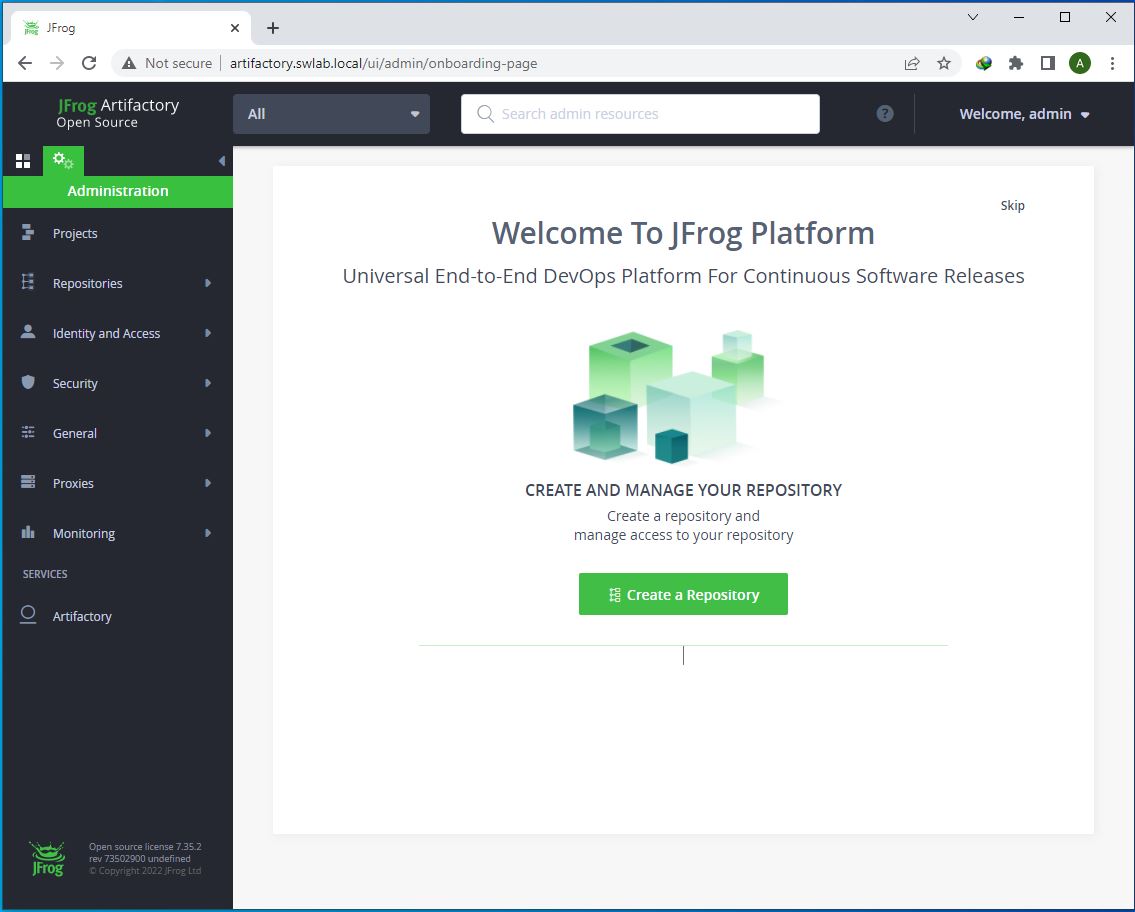 JFrog
Not secure
artifactory.swlab.local/ui/admin/onboarding-page
A
JFrog Artifactory
Open Source
All
Search admin resources
?
Welcome, admin
Administration
Projects
Repositories
Identity and Access
Security
General
Proxies
Monitoring
SERVICES
Artifactory
Skip
Welcome To JFrog Platform
Universal End-to-End DevOps Platform For Continuous Software Releases
CREATE AND MANAGE YOUR REPOSITORY
Create a repository and
manage access to your repository
Create a Repository
JFrog
Open source license 7.35.2
rev 73502900 undefined
© Copyright 2022 JFrog Ltd